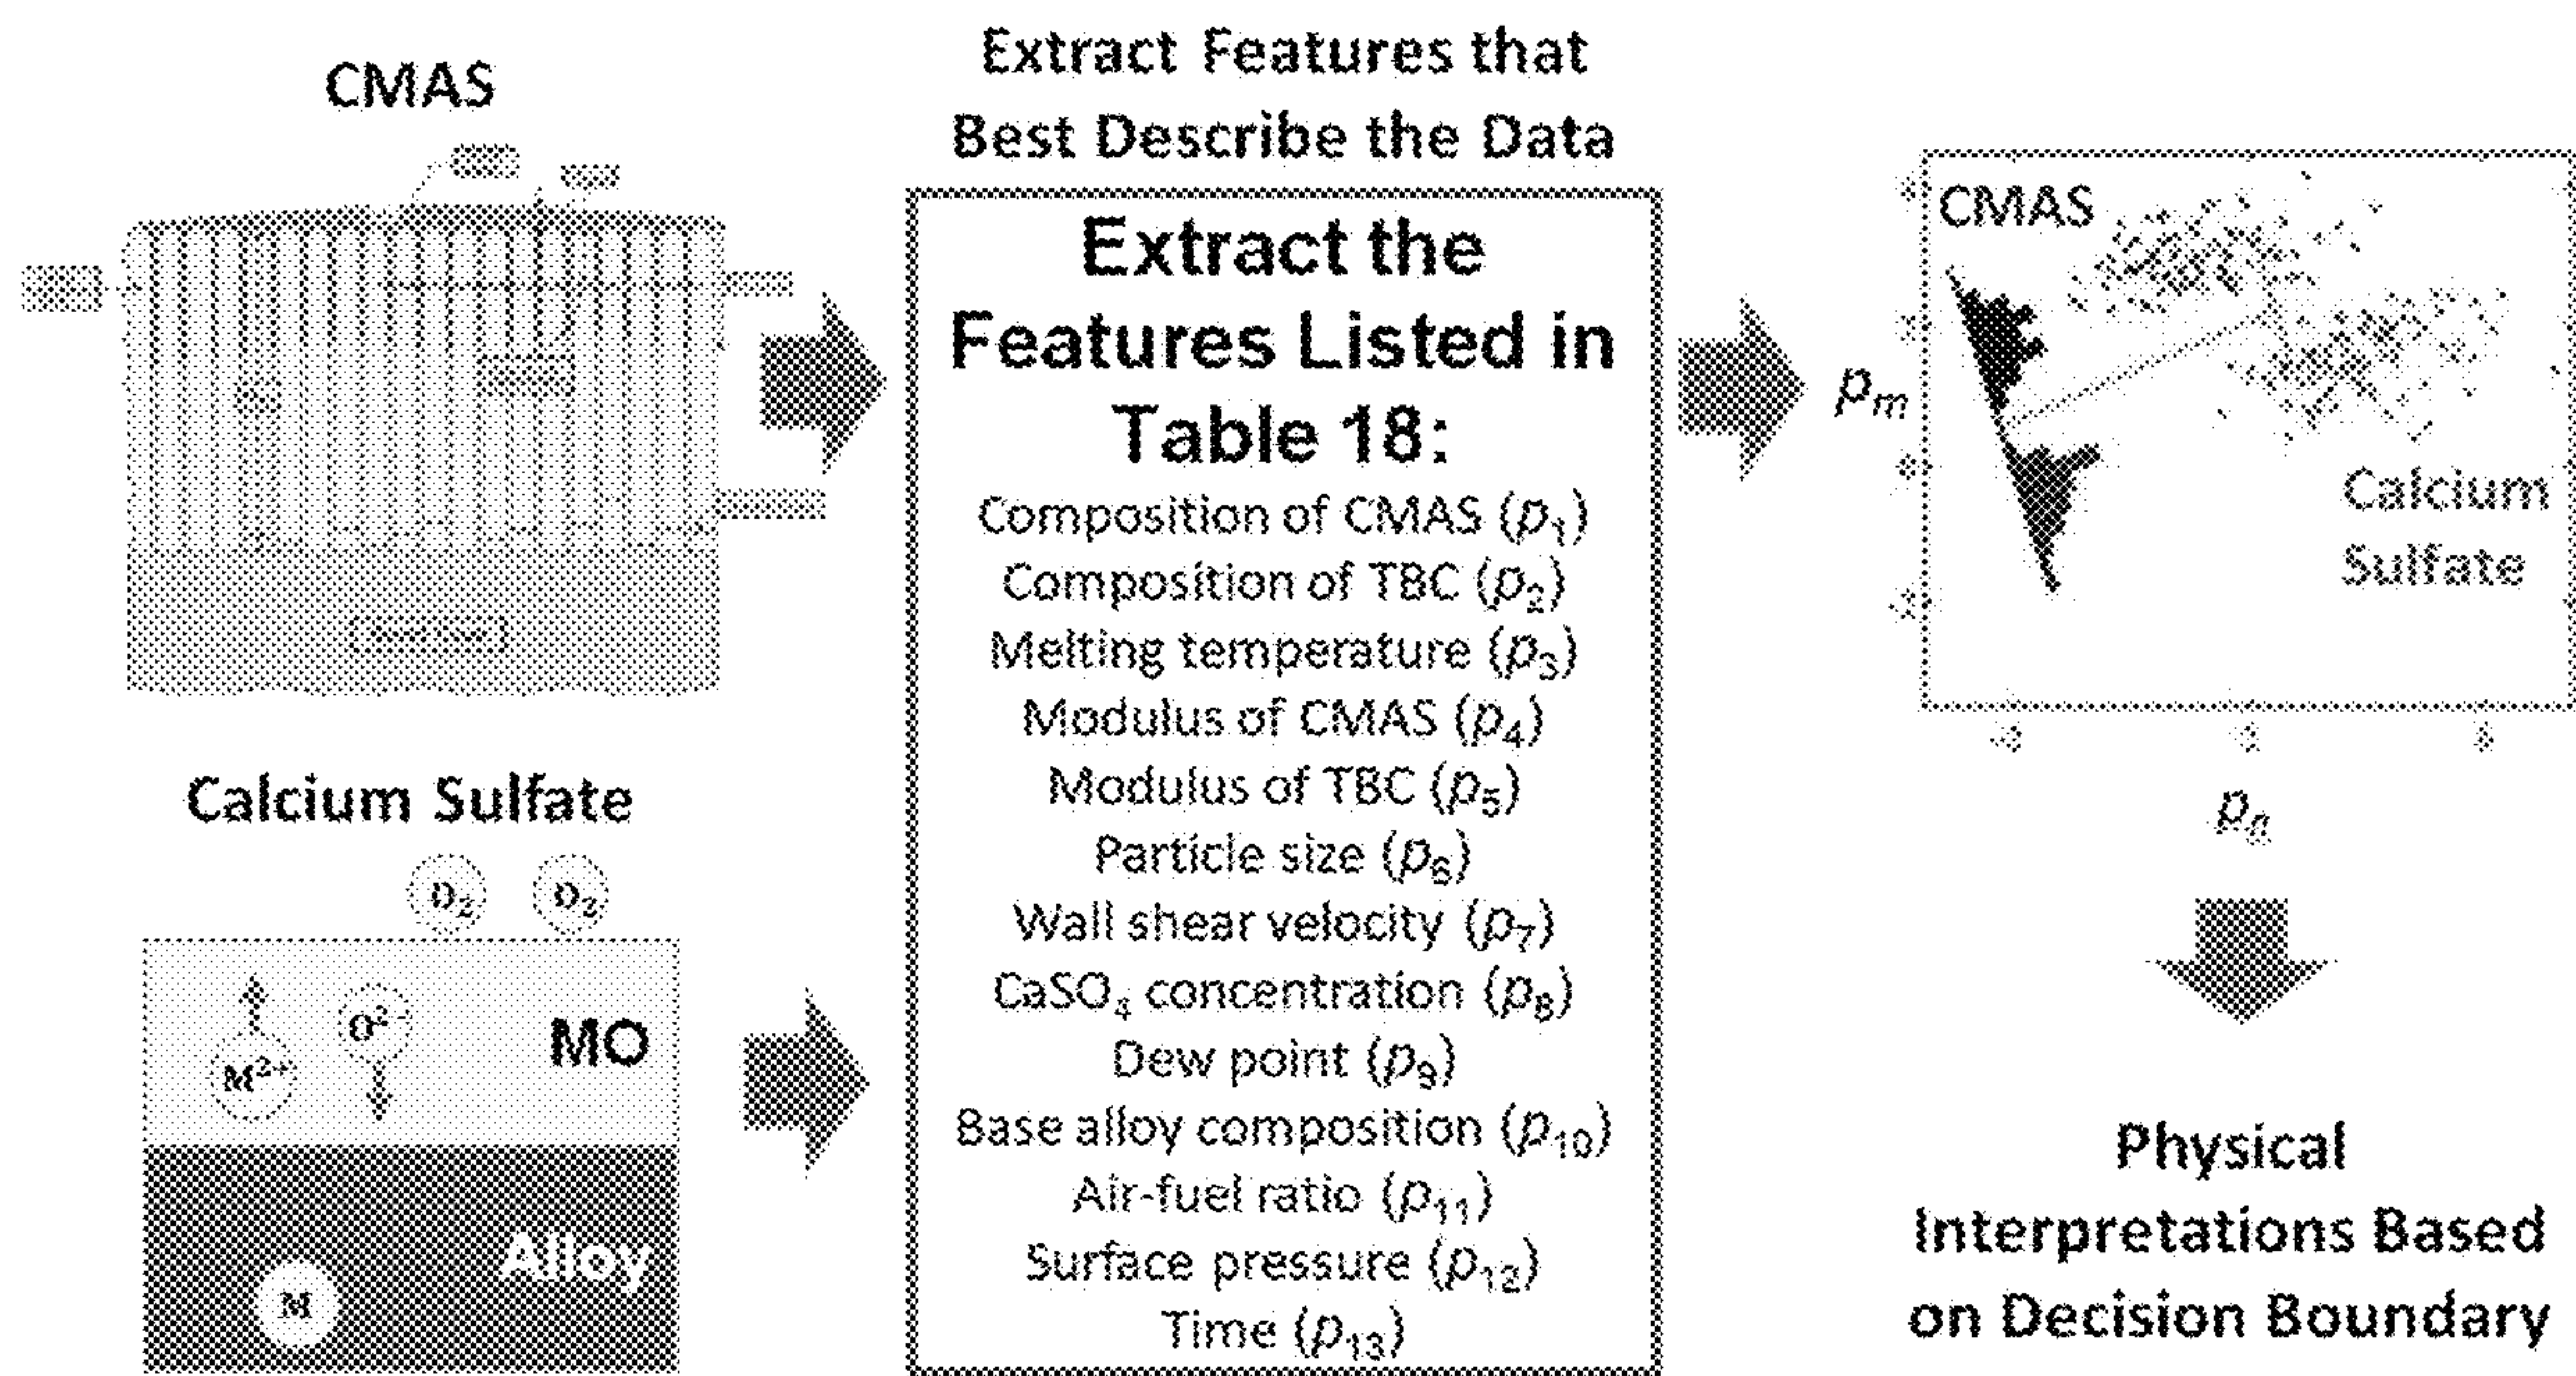 CMAS
Calcium Sulfate
O₂ O₂
M²⁺ O²⁻ MO
Alloy
M
Extract Features that
Best Describe the Data
Extract the
Features Listed in
Table 18:
Composition of CMAS (p₁)
Composition of TBC (p₂)
Melting temperature (p₃)
Modulus of CMAS (p₄)
Modulus of TBC (p₅)
Particle size (p₆)
Wall shear velocity (p₇)
CaSO₄ concentration (p₈)
Dew point (p₉)
Base alloy composition (p₁₀)
Air-fuel ratio (p₁₁)
Surface pressure (p₁₂)
Time (p₁₃)
CMAS
pₘ
Calcium
Sulfate
pₙ
Physical
Interpretations Based
on Decision Boundary